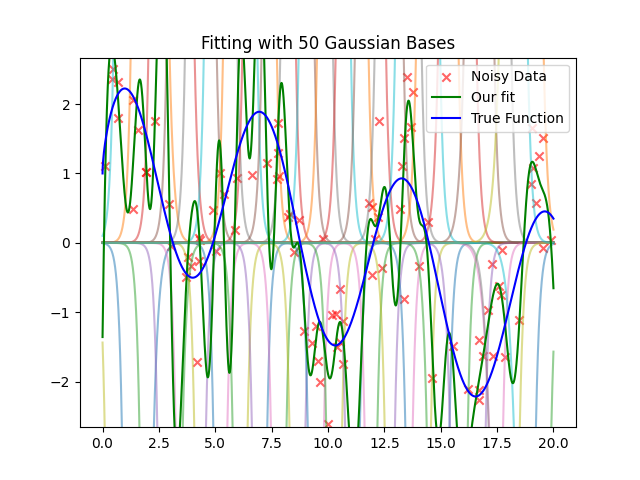 Fitting with 50 Gaussian Bases
Noisy Data
Our fit
True Function
2
1
0
−1
−2
0.0 2.5 5.0 7.5 10.0 12.5 15.0 17.5 20.0